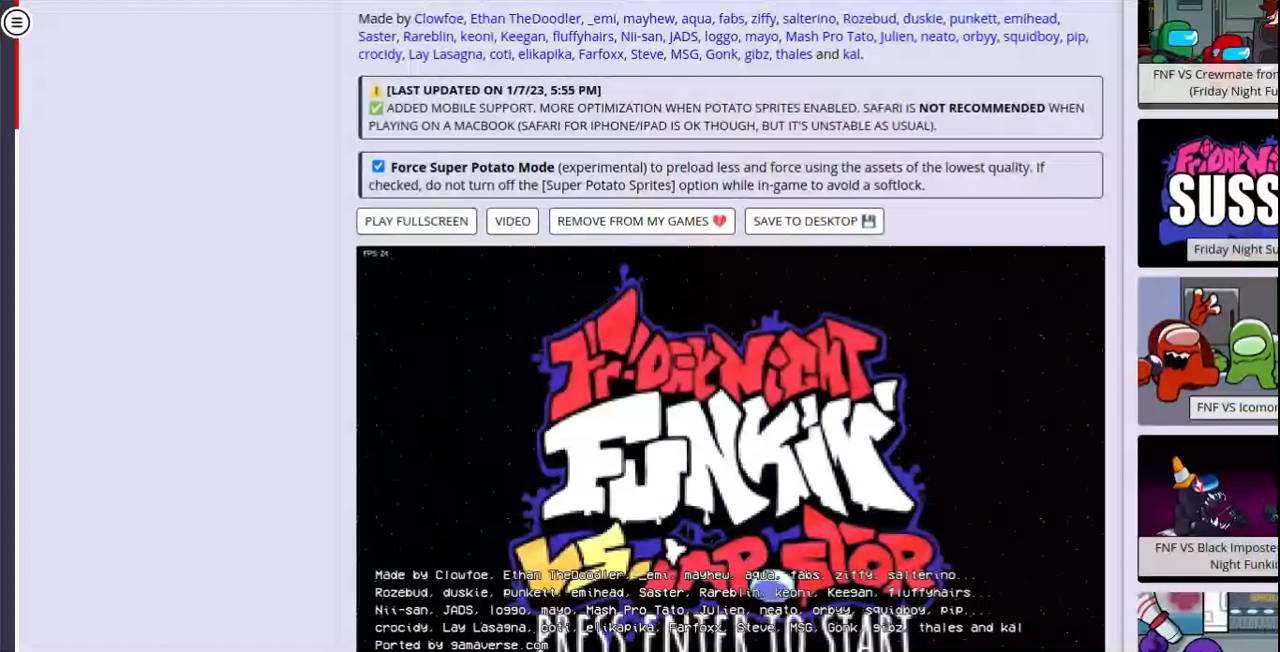 Made by Clowfoe, Ethan TheDoodler, _emi, mayhew, aqua, fabs, ziffy, salterino, Rozebud, duskie, punkett, emihead,
Saster, Rareblin, keoni, Keegan, fluffyhairs, Nii-san, JADS, loggo, mayo, Mash Pro Tato, Julien, neato, orbyy, squidboy, pip,
crocidy, Lay Lasagna, coti, elikapika, Farfoxx, Steve, MSG, Gonk, gibz, thales and kal.
⚠️ [LAST UPDATED ON 1/7/23, 5:55 PM]
✅ ADDED MOBILE SUPPORT. MORE OPTIMIZATION WHEN POTATO SPRITES ENABLED. SAFARI IS NOT RECOMMENDED WHEN
PLAYING ON A MACBOOK (SAFARI FOR IPHONE/IPAD IS OK THOUGH, BUT IT'S UNSTABLE AS USUAL).
Force Super Potato Mode (experimental) to preload less and force using the assets of the lowest quality. If
checked, do not turn off the [Super Potato Sprites] option while in-game to avoid a softlock.
PLAY FULLSCREEN
VIDEO
REMOVE FROM MY GAMES 💔
SAVE TO DESKTOP 💾
FPS 24
FRIDAY NIGHT
FUNKIN'
VS. IMPOSTOR
Made by Clowfoe, Ethan TheDoodler, _emi, mayhew, aqua, fabs, ziffy, salterino...
Rozebud, duskie, punkett, emihead, Saster, Rareblin, keoni, Keegan, fluffyhairs...
Nii-san, JADS, loggo, mayo, Mash Pro Tato, Julien, neato, orbyy, squidboy, pip...
crocidy, Lay Lasagna, coti, elikapika, Farfoxx, Steve, MSG, Gonk, gibz, thales and kal
Ported by gamaverse.com
PRESS ENTER TO START
FNF VS Crewmate fro
(Friday Night Fu
FRIDAY NIGHT
SUSS
Friday Night Su
FNF VS Icomo
FNF VS Black Imposte
Night Funki